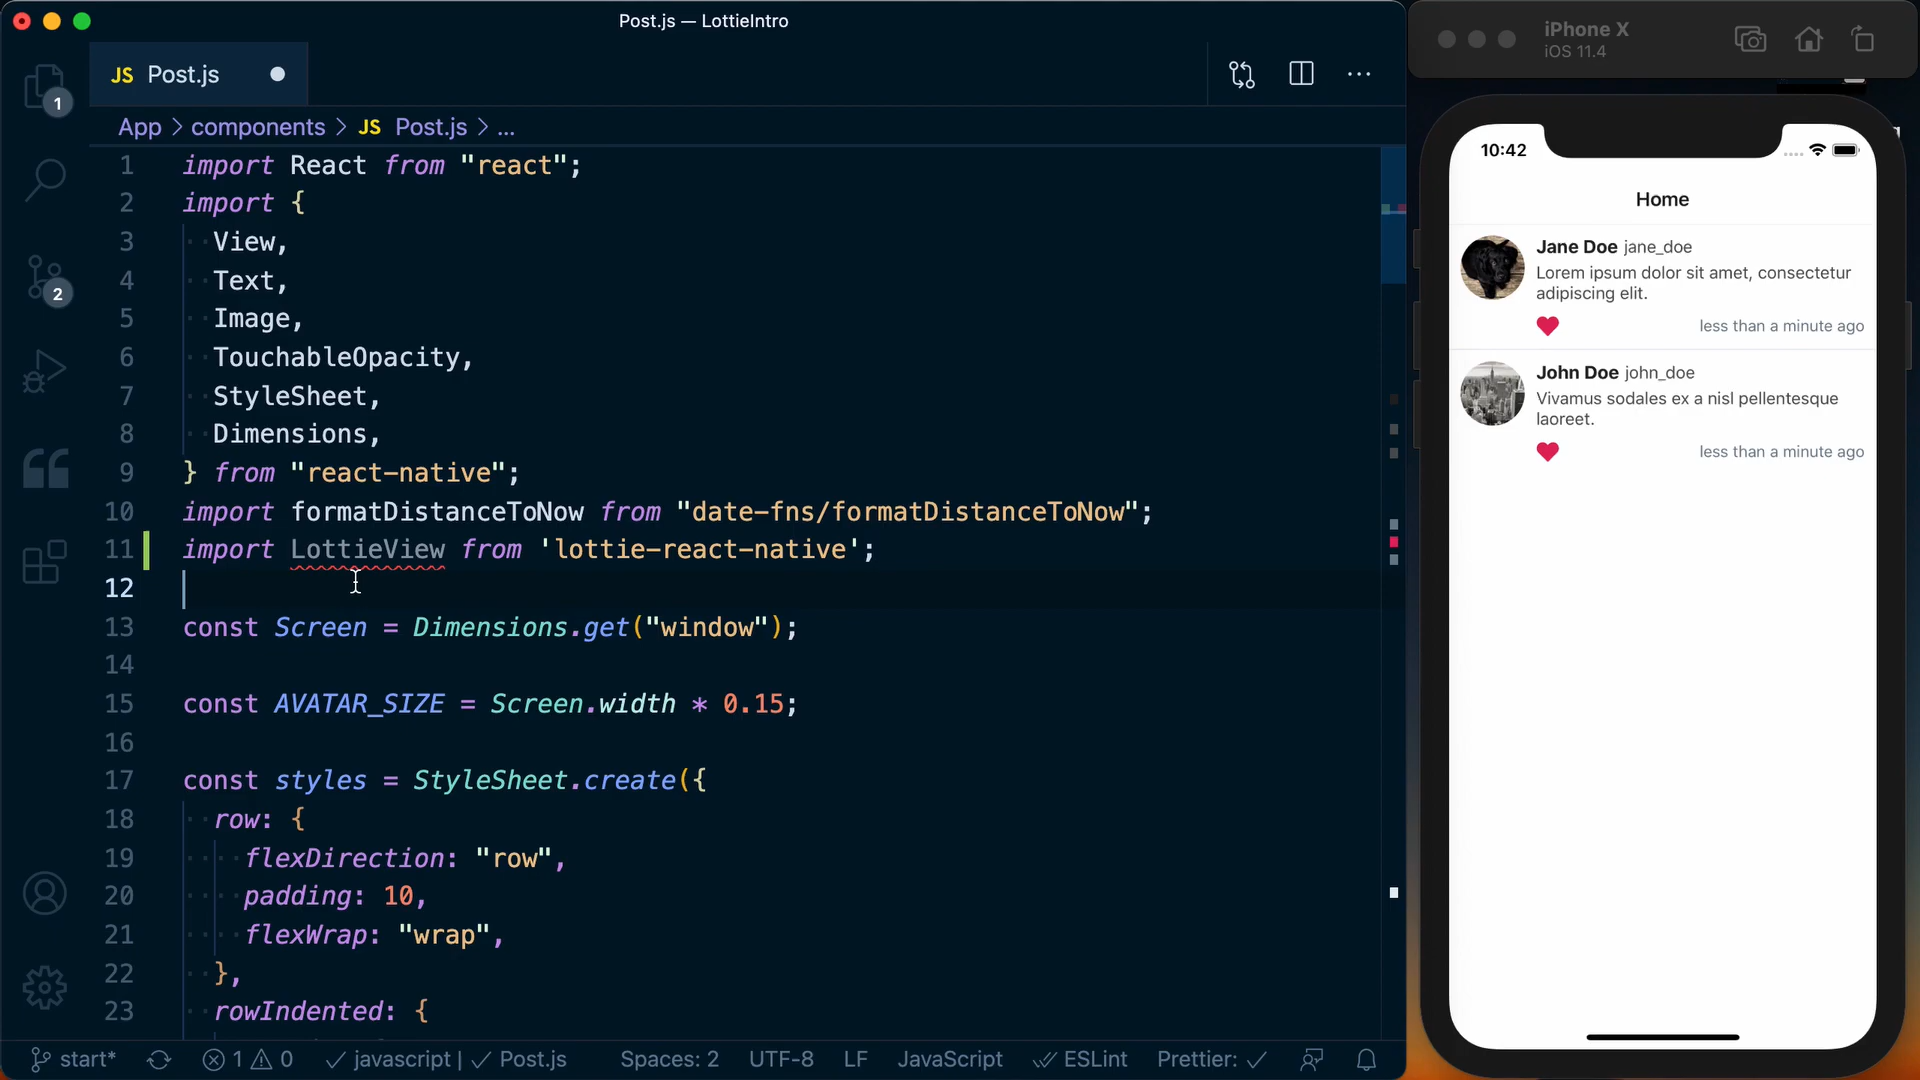 Post.js — LottieIntro
JS Post.js
App > components > JS Post.js > ...
1 import React from "react";
2 import {
3 View,
4 Text,
5 Image,
6 TouchableOpacity,
7 StyleSheet,
8 Dimensions,
9 } from "react-native";
10 import formatDistanceToNow from "date-fns/formatDistanceToNow";
11 import LottieView from 'lottie-react-native';
12
13 const Screen = Dimensions.get("window");
14
15 const AVATAR_SIZE = Screen.width * 0.15;
16
17 const styles = StyleSheet.create({
18 row: {
19 flexDirection: "row",
20 padding: 10,
21 flexWrap: "wrap",
22 },
23 rowIndented: {
1
2
start* 1 0 javascript | Post.js Spaces: 2 UTF-8 LF JavaScript ESLint Prettier:
iPhone X
iOS 11.4
10:42
Home
Jane Doe jane_doe
Lorem ipsum dolor sit amet, consectetur
adipiscing elit.
less than a minute ago
John Doe john_doe
Vivamus sodales ex a nisl pellentesque
laoreet.
less than a minute ago